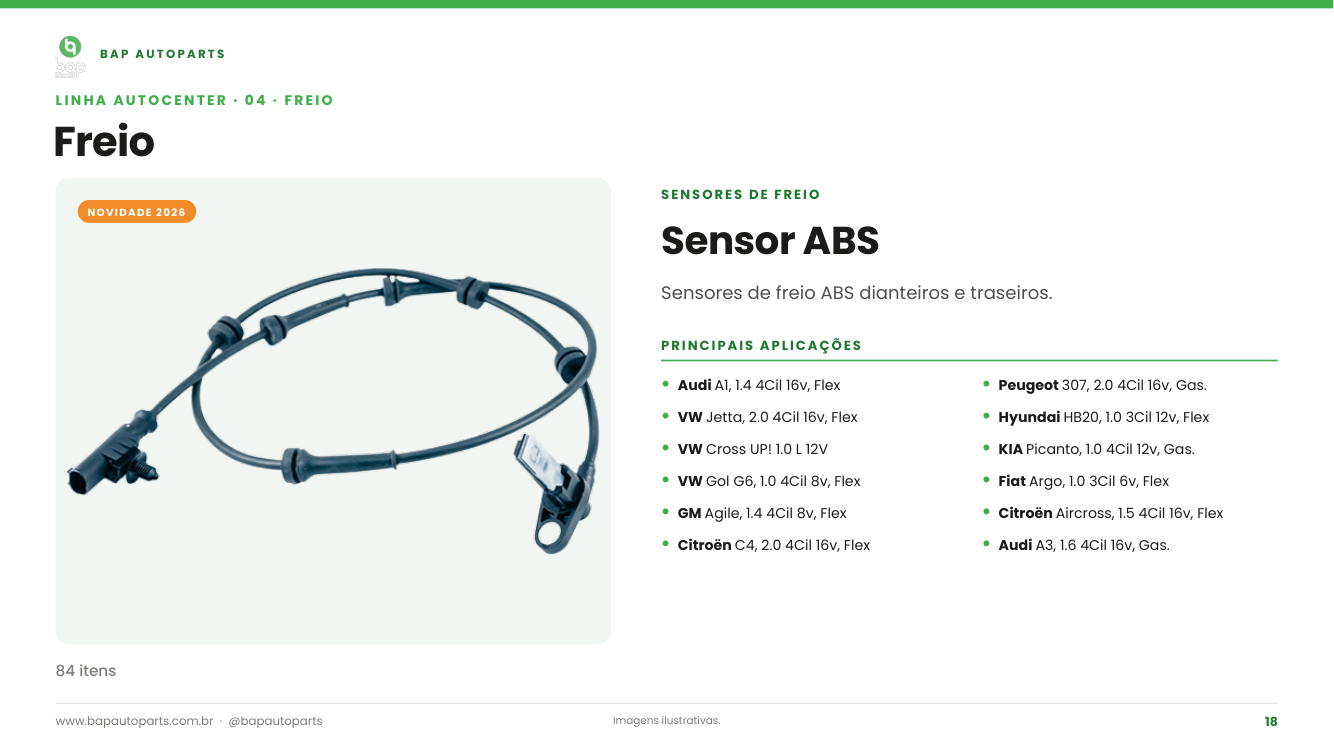 bap
BAP AUTOPARTS
LINHA AUTOCENTER · 04 · FREIO
Freio
NOVIDADE 2026
84 itens
SENSORES DE FREIO
Sensor ABS
Sensores de freio ABS dianteiros e traseiros.
PRINCIPAIS APLICAÇÕES
• Audi A1, 1.4 4Cil 16v, Flex
• VW Jetta, 2.0 4Cil 16v, Flex
• VW Cross UP! 1.0 L 12V
• VW Gol G6, 1.0 4Cil 8v, Flex
• GM Agile, 1.4 4Cil 8v, Flex
• Citroën C4, 2.0 4Cil 16v, Flex
• Peugeot 307, 2.0 4Cil 16v, Gas.
• Hyundai HB20, 1.0 3Cil 12v, Flex
• KIA Picanto, 1.0 4Cil 12v, Gas.
• Fiat Argo, 1.0 3Cil 6v, Flex
• Citroën Aircross, 1.5 4Cil 16v, Flex
• Audi A3, 1.6 4Cil 16v, Gas.
www.bapautoparts.com.br · @bapautoparts
Imagens ilustrativas.
18